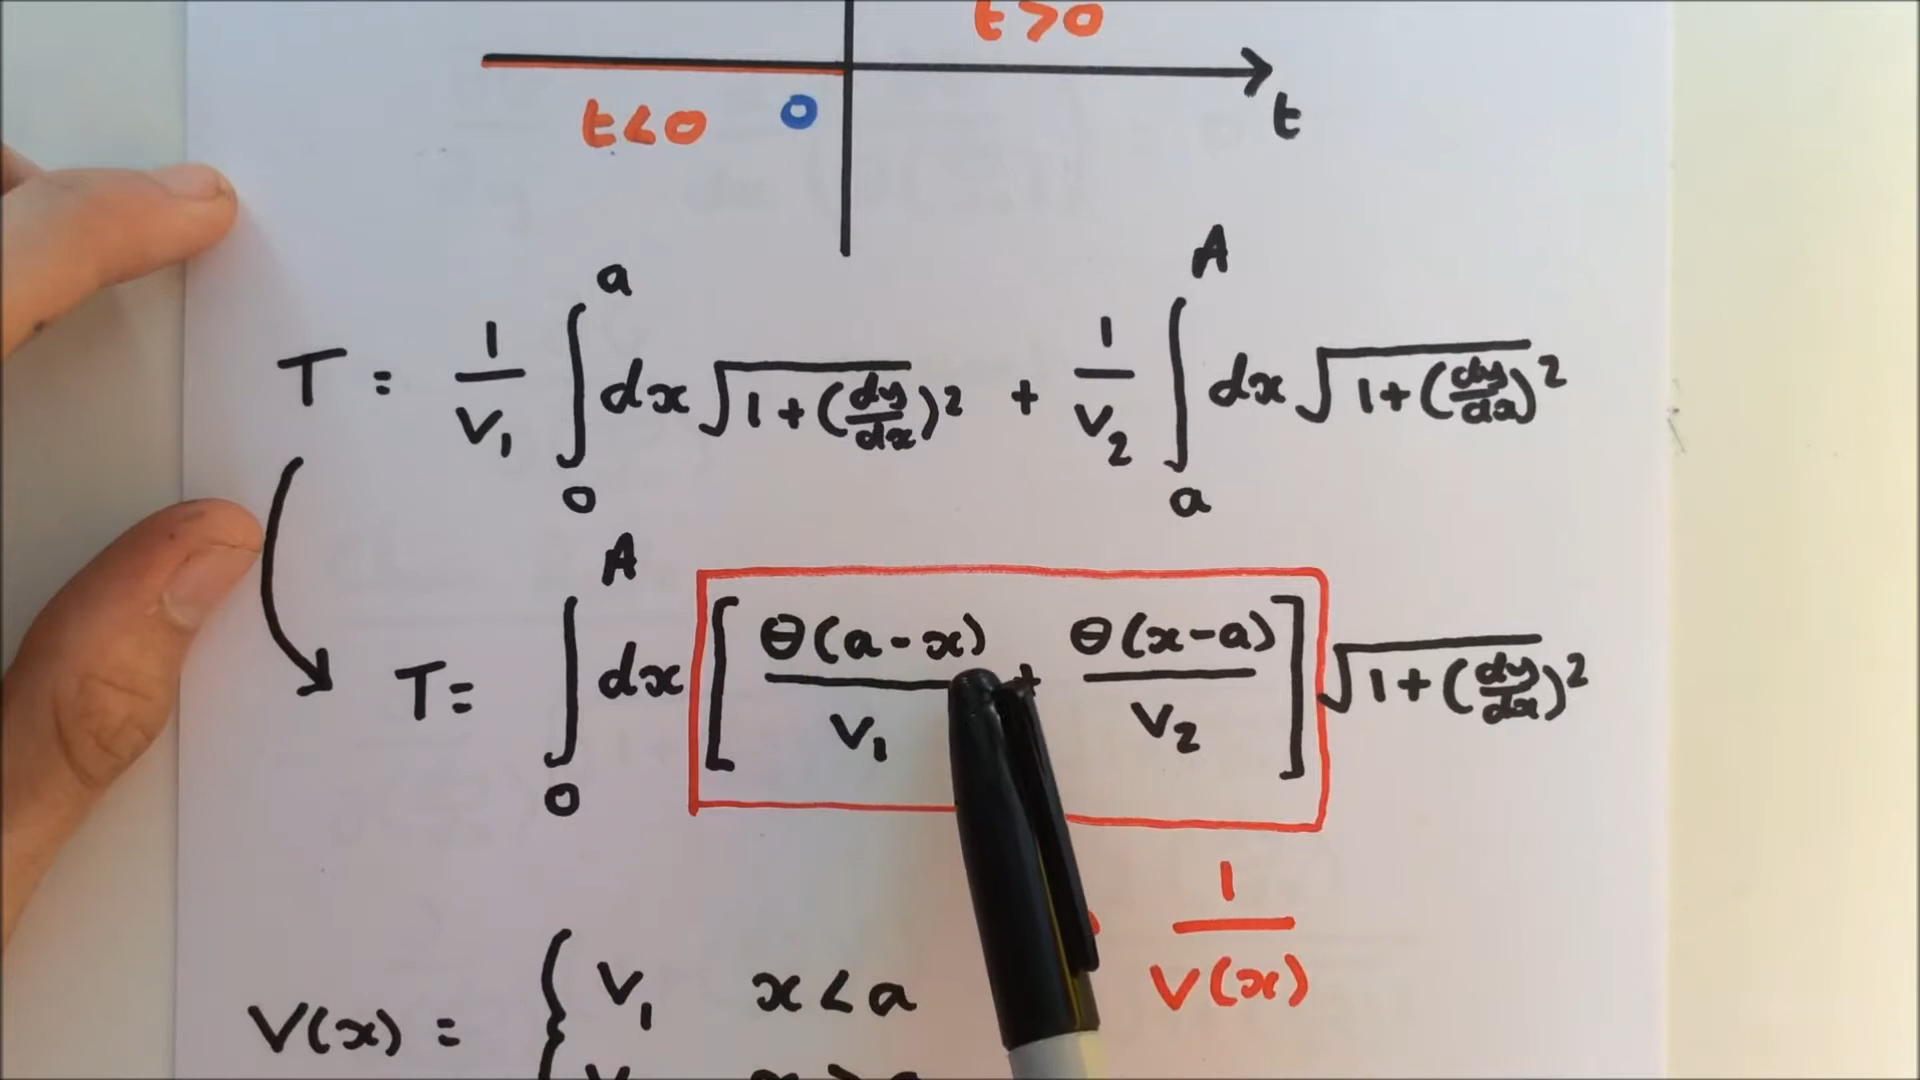 t>0
t<0 0 t
T = 1/V₁ ∫₀ᵃ dx √1+(dy/dx)² + 1/V₂ ∫ₐᴬ dx √1+(dy/dx)²
T = ∫₀ᴬ dx [θ(a-x)/V₁ + θ(x-a)/V₂] √1+(dy/dx)²
1/V(x)
V(x) = { V₁ x<a